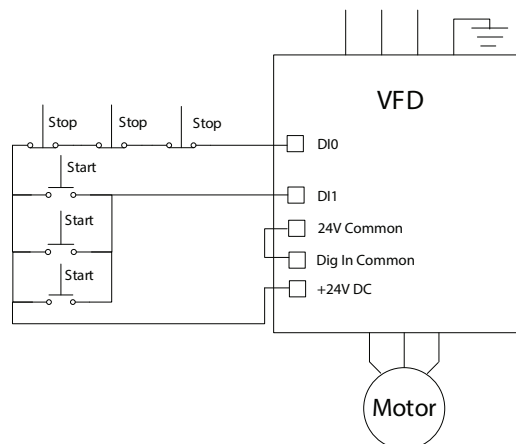 VFD
Stop
Stop
Stop
DI0
Start
DI1
Start
24V Common
Dig In Common
Start
+24V DC
Motor